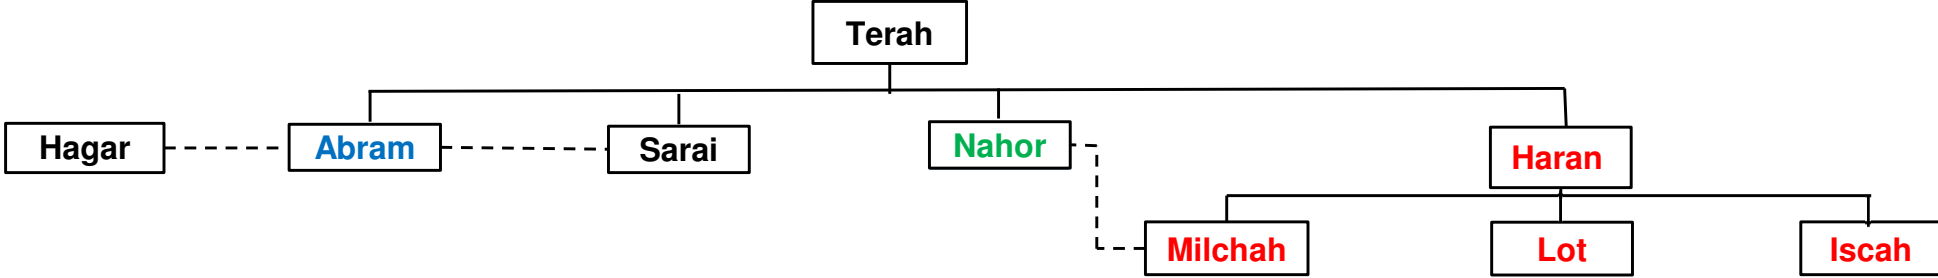 Terah
Hagar
Abram
Sarai
Nahor
Haran
Milchah
Lot
Iscah